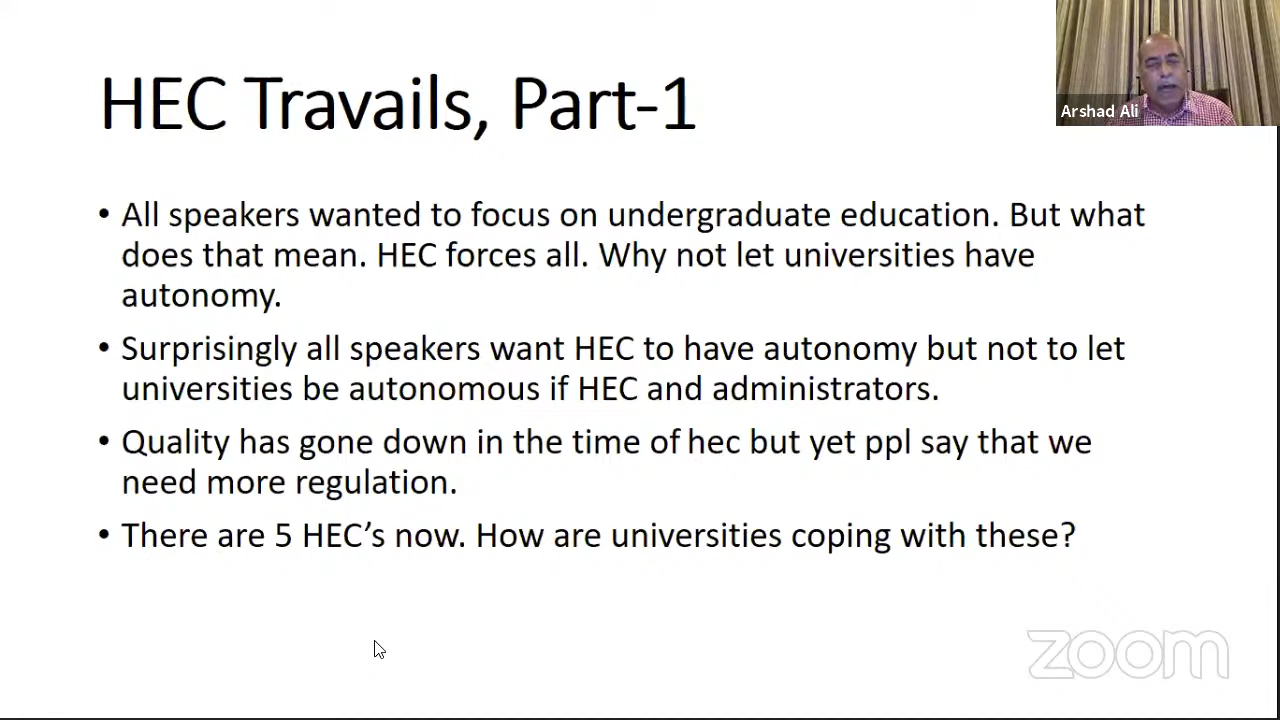 HEC Travails, Part-1
Arshad Ali
• All speakers wanted to focus on undergraduate education. But what
does that mean. HEC forces all. Why not let universities have
autonomy.
• Surprisingly all speakers want HEC to have autonomy but not to let
universities be autonomous if HEC and administrators.
• Quality has gone down in the time of hec but yet ppl say that we
need more regulation.
• There are 5 HEC’s now. How are universities coping with these?
zoom